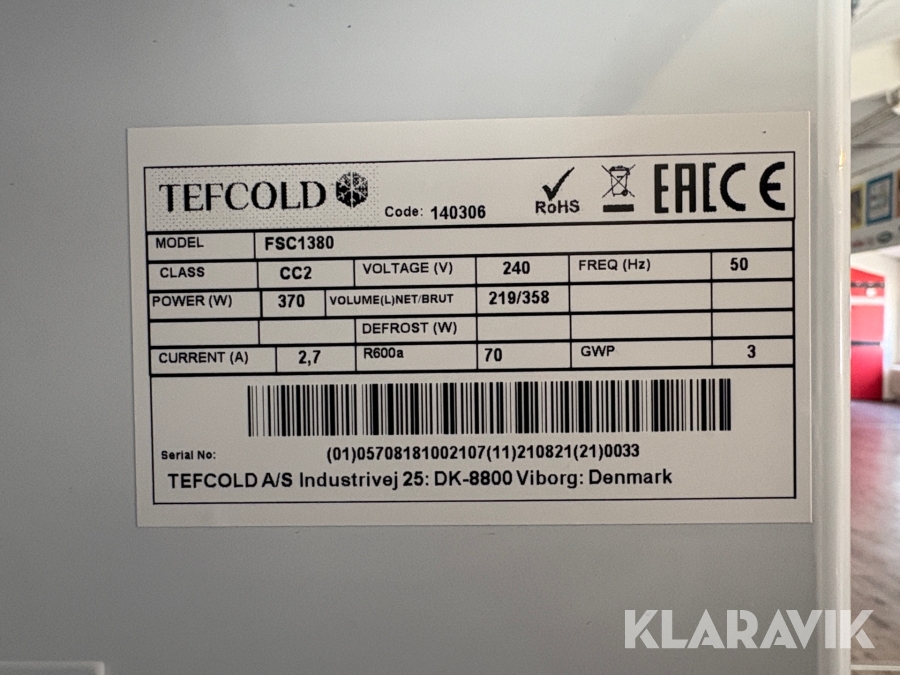 TEFCOLD Code: 140306 RoHS EAC CE
MODEL FSC1380
CLASS CC2 VOLTAGE (V) 240 FREQ (Hz) 50
POWER (W) 370 VOLUME(L)NET/BRUT 219/358
DEFROST (W)
CURRENT (A) 2,7 R600a 70 GWP 3
Serial No: (01)05708181002107(11)210821(21)0033
TEFCOLD A/S Industrivej 25: DK-8800 Viborg: Denmark
KLARAVIK